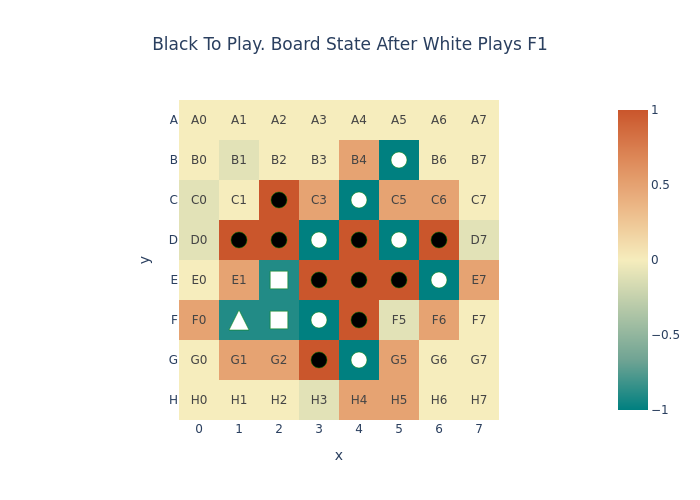 Black To Play. Board State After White Plays F1
A A0 A1 A2 A3 A4 A5 A6 A7
B B0 B1 B2 B3 B4 B6 B7
C C0 C1 C3 C5 C6 C7
D D0 D7
E E0 E1 E7
F F0 F5 F6 F7
G G0 G1 G2 G5 G6 G7
H H0 H1 H2 H3 H4 H5 H6 H7
0 1 2 3 4 5 6 7
x
y
1
0.5
0
−0.5
−1